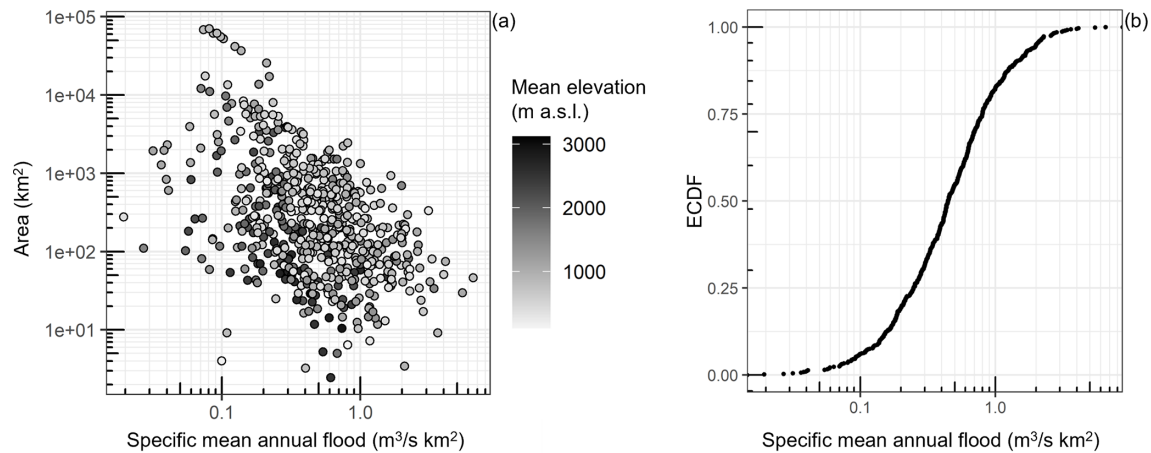 (a)
1e+05
1e+04
1e+03
1e+02
1e+01
Area (km²)
0.1 1.0
Specific mean annual flood (m³/s km²)
Mean elevation
(m a.s.l.)
3000
2000
1000
(b)
1.00
0.75
0.50
0.25
0.00
ECDF
0.1 1.0
Specific mean annual flood (m³/s km²)